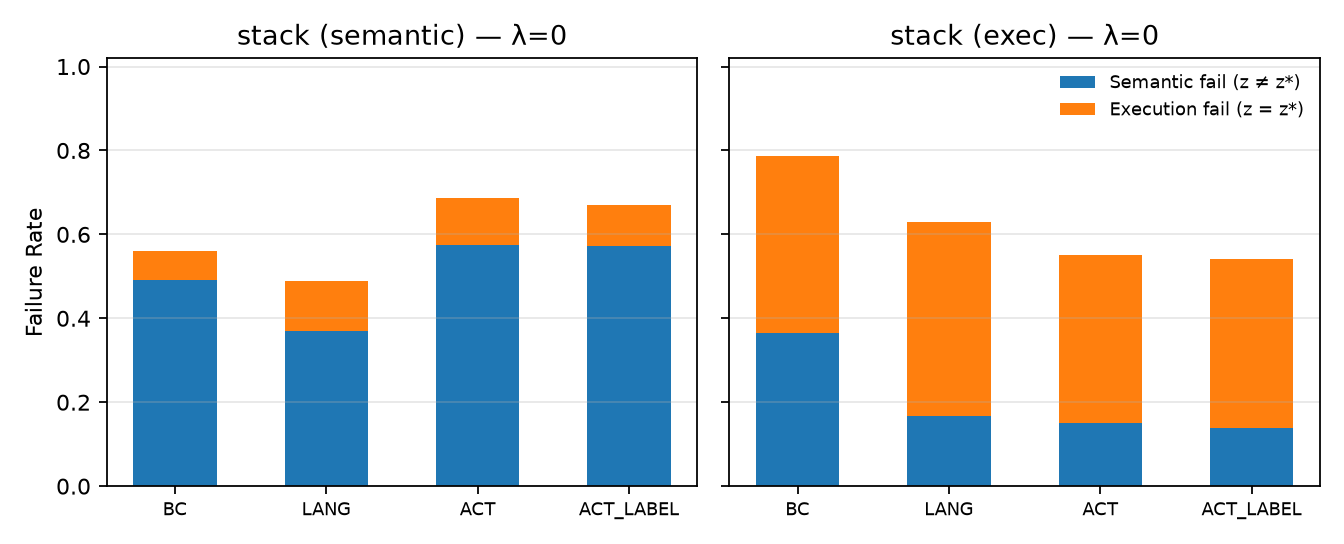 stack (semantic) — λ=0
stack (exec) — λ=0
Failure Rate
1.0
0.8
0.6
0.4
0.2
0.0
BC LANG ACT ACT_LABEL
Semantic fail (z ≠ z*)
Execution fail (z = z*)
BC LANG ACT ACT_LABEL